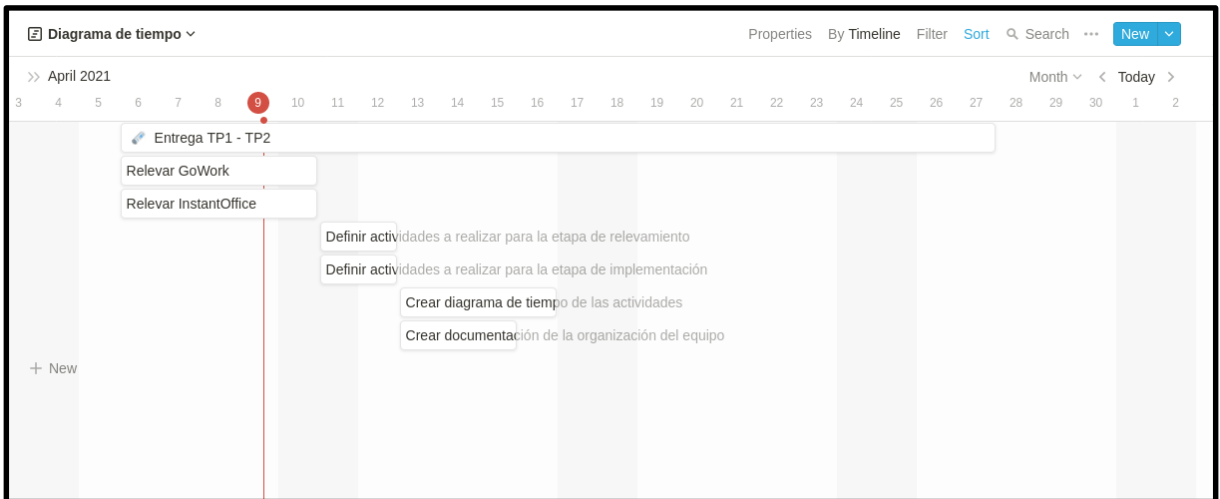 Diagrama de tiempo Properties By Timeline Filter Sort Search ••• New
April 2021 Month Today
3 4 5 6 7 8 9 10 11 12 13 14 15 16 17 18 19 20 21 22 23 24 25 26 27 28 29 30 1 2
Entrega TP1 - TP2
Relevar GoWork
Relevar InstantOffice
Definir actividades a realizar para la etapa de relevamiento
Definir actividades a realizar para la etapa de implementación
Crear diagrama de tiempo de las actividades
Crear documentación de la organización del equipo
+ New